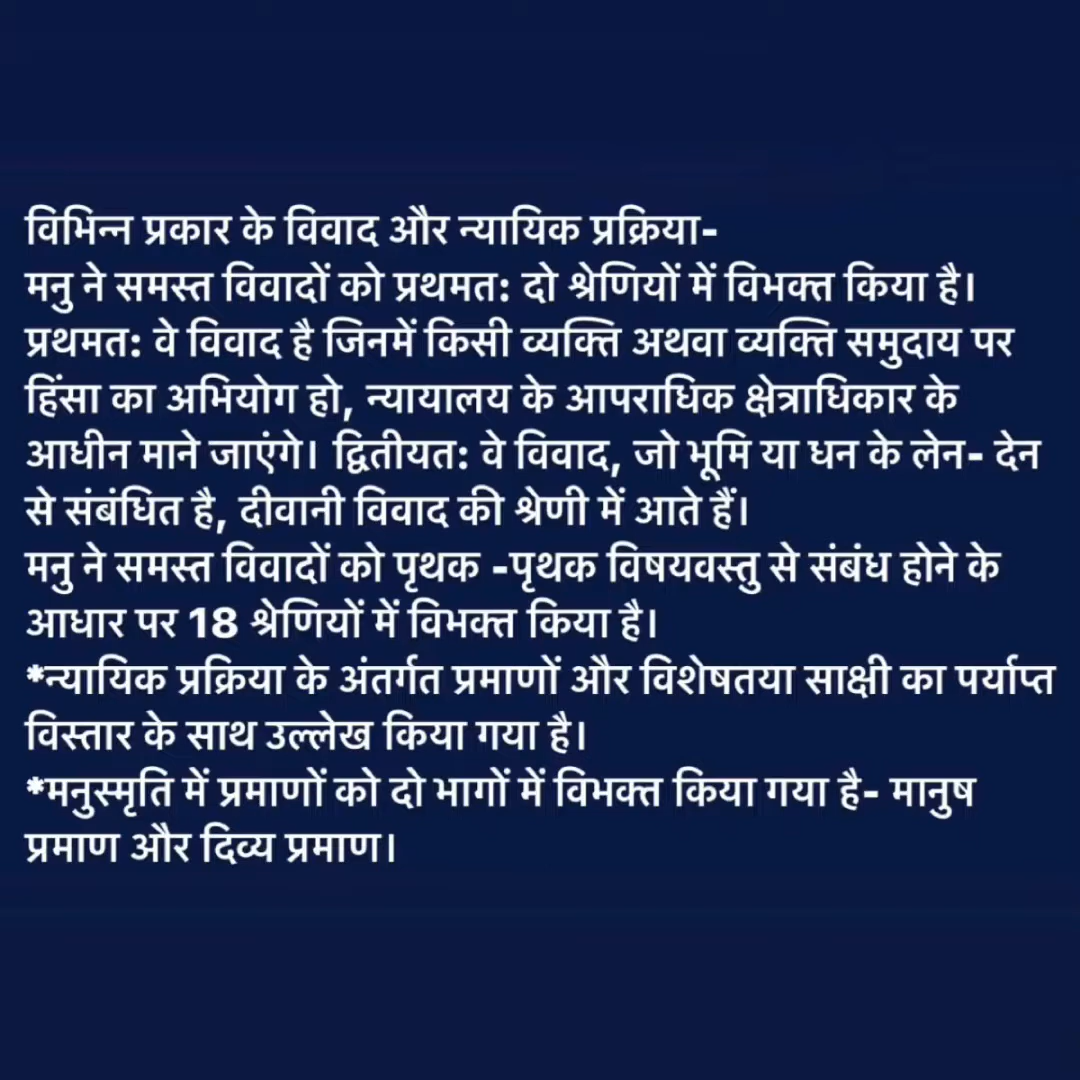 विभिन्न प्रकार के विवाद और न्यायिक प्रक्रिया-
मनु ने समस्त विवादों को प्रथमत: दो श्रेणियों में विभक्त किया है।
प्रथमत: वे विवाद है जिनमें किसी व्यक्ति अथवा व्यक्ति समुदाय पर
हिंसा का अभियोग हो, न्यायालय के आपराधिक क्षेत्राधिकार के
आधीन माने जाएंगे। द्वितीयत: वे विवाद, जो भूमि या धन के लेन- देन
से संबंधित है, दीवानी विवाद की श्रेणी में आते हैं।
मनु ने समस्त विवादों को पृथक -पृथक विषयवस्तु से संबंध होने के
आधार पर 18 श्रेणियों में विभक्त किया है।
*न्यायिक प्रक्रिया के अंतर्गत प्रमाणों और विशेषतया साक्षी का पर्याप्त
विस्तार के साथ उल्लेख किया गया है।
*मनुस्मृति में प्रमाणों को दो भागों में विभक्त किया गया है- मानुष
प्रमाण और दिव्य प्रमाण।